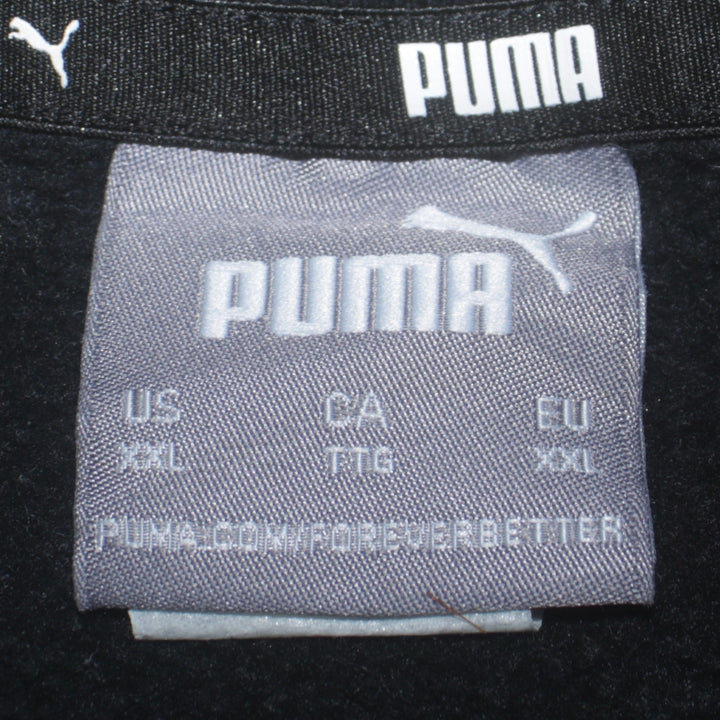 PUMA
PUMA
US CA EU
XXL TTG XXL
PUMA.COM/FOREVERBETTER